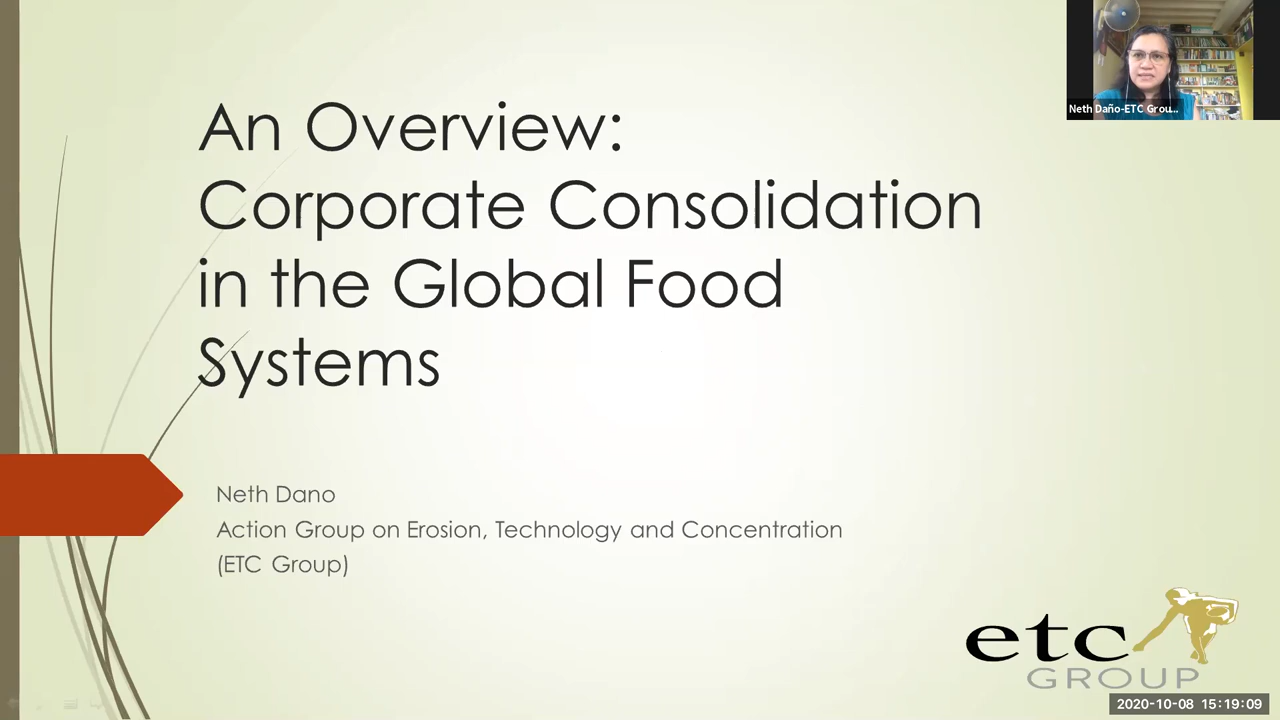 An Overview:
Corporate Consolidation
in the Global Food
Systems
Neth Daño-ETC Grou...
Neth Dano
Action Group on Erosion, Technology and Concentration
(ETC Group)
etc
GROUP
2020-10-08 15:19:09